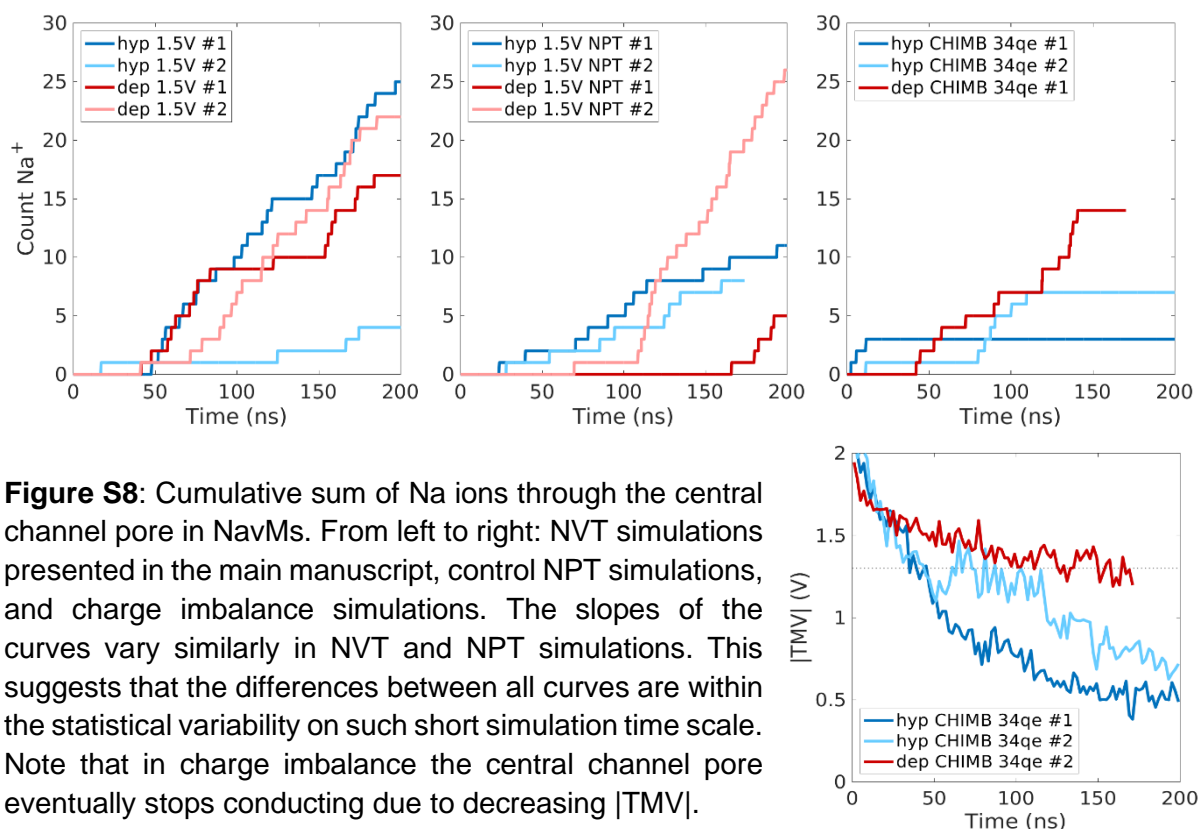 30
25
20
15
10
5
0
Count Na+
hyp 1.5V #1
hyp 1.5V #2
dep 1.5V #1
dep 1.5V #2
0 50 100 150 200
Time (ns)
30
25
20
15
10
5
0
hyp 1.5V NPT #1
hyp 1.5V NPT #2
dep 1.5V NPT #1
dep 1.5V NPT #2
0 50 100 150 200
Time (ns)
30
25
20
15
10
5
0
hyp CHIMB 34qe #1
hyp CHIMB 34qe #2
dep CHIMB 34qe #1
0 50 100 150 200
Time (ns)
Figure S8: Cumulative sum of Na ions through the central
channel pore in NavMs. From left to right: NVT simulations
presented in the main manuscript, control NPT simulations,
and charge imbalance simulations. The slopes of the
curves vary similarly in NVT and NPT simulations. This
suggests that the differences between all curves are within
the statistical variability on such short simulation time scale.
Note that in charge imbalance the central channel pore
eventually stops conducting due to decreasing |TMV|.
2
1.5
1
0.5
0
|TMV| (V)
hyp CHIMB 34qe #1
hyp CHIMB 34qe #2
dep CHIMB 34qe #2
0 50 100 150 200
Time (ns)